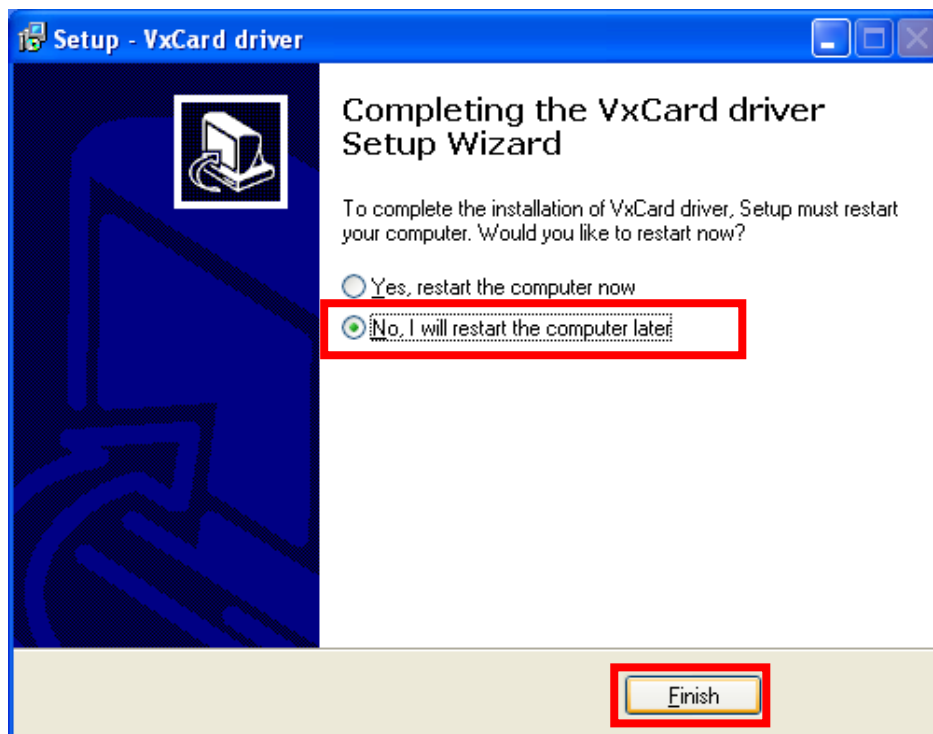 Setup - VxCard driver
Completing the VxCard driver
Setup Wizard
To complete the installation of VxCard driver, Setup must restart
your computer. Would you like to restart now?
Yes, restart the computer now
No, I will restart the computer later
Finish